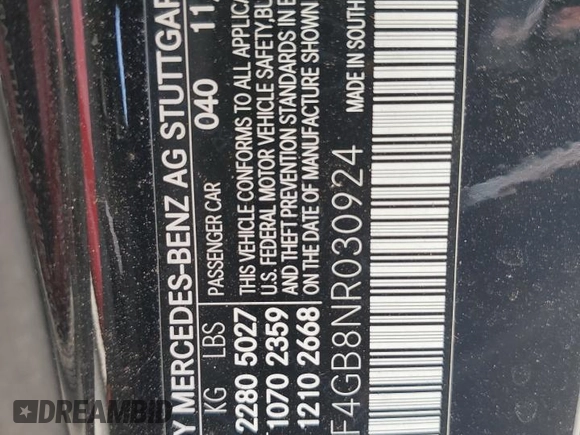 Y MERCEDES-BENZ AG STUTTGAR
040 11
KG LBS PASSENGER CAR
2280 5027 THIS VEHICLE CONFORMS TO ALL APPLICA
1070 2359 U.S. FEDERAL MOTOR VEHICLE SAFETY, BU
1210 2668 AND THEFT PREVENTION STANDARDS IN E
ON THE DATE OF MANUFACTURE SHOWN
F4GB8NR030924 MADE IN SOUTH
DIRTYAUTO.COM